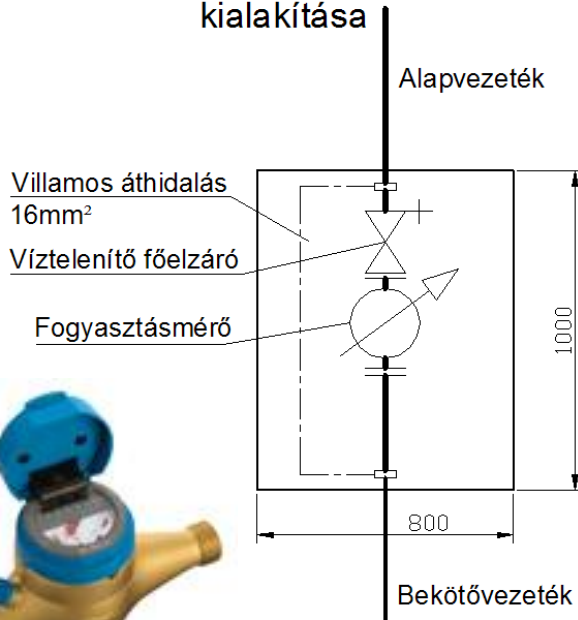 kialakítása
Alapvezeték
Villamos áthidalás
16mm²
Víztelenítő főelzáró
Fogyasztásmérő
1000
800
Bekötővezeték